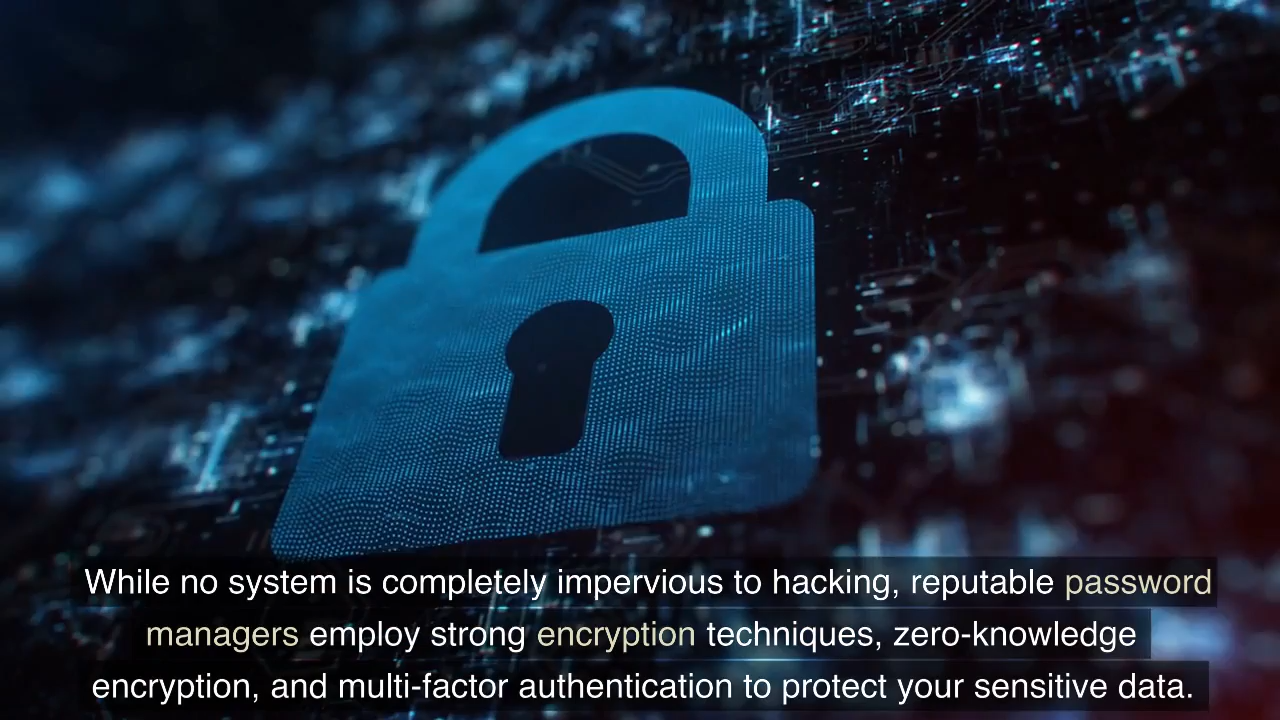 While no system is completely impervious to hacking, reputable password
managers employ strong encryption techniques, zero-knowledge
encryption, and multi-factor authentication to protect your sensitive data.